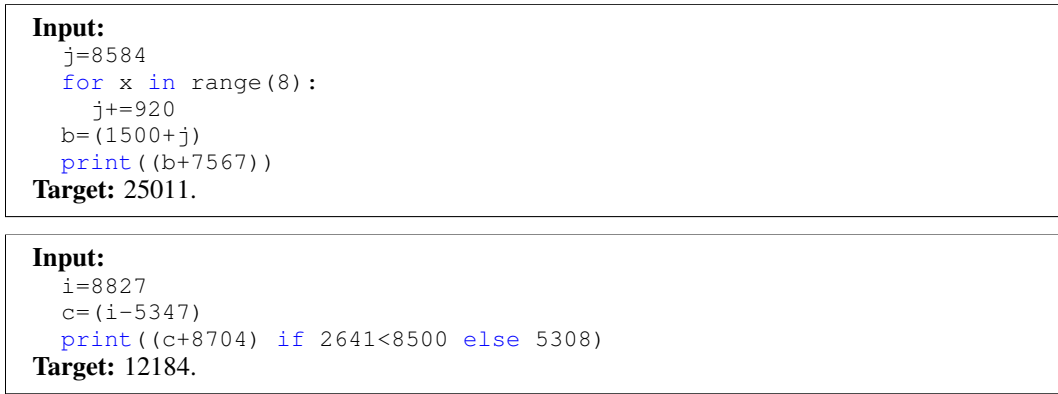 Input:
j=8584
for x in range(8):
j+=920
b=(1500+j)
print((b+7567))
Target: 25011.
Input:
i=8827
c=(i-5347)
print((c+8704) if 2641<8500 else 5308)
Target: 12184.